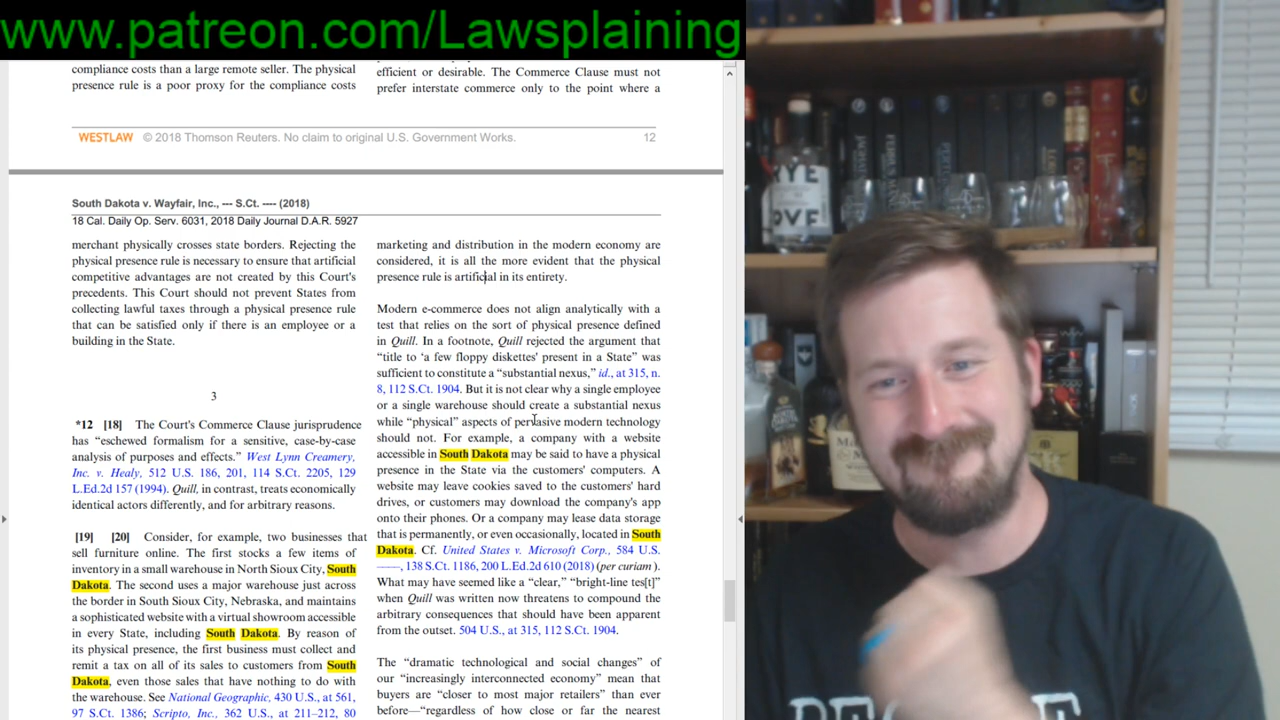 www.patreon.com/Lawsplaining
compliance costs than a large remote seller. The physical
presence rule is a poor proxy for the compliance costs
efficient or desirable. The Commerce Clause must not
prefer interstate commerce only to the point where a
WESTLAW © 2018 Thomson Reuters. No claim to original U.S. Government Works. 12
South Dakota v. Wayfair, Inc., --- S.Ct. ---- (2018)
18 Cal. Daily Op. Serv. 6031, 2018 Daily Journal D.A.R. 5927
merchant physically crosses state borders. Rejecting the
physical presence rule is necessary to ensure that artificial
competitive advantages are not created by this Court's
precedents. This Court should not prevent States from
collecting lawful taxes through a physical presence rule
that can be satisfied only if there is an employee or a
building in the State.
3
*12 [18] The Court's Commerce Clause jurisprudence
has “eschewed formalism for a sensitive, case-by-case
analysis of purposes and effects.” West Lynn Creamery,
Inc. v. Healy, 512 U.S. 186, 201, 114 S.Ct. 2205, 129
L.Ed.2d 157 (1994). Quill, in contrast, treats economically
identical actors differently, and for arbitrary reasons.
[19] [20] Consider, for example, two businesses that
sell furniture online. The first stocks a few items of
inventory in a small warehouse in North Sioux City, South
Dakota. The second uses a major warehouse just across
the border in South Sioux City, Nebraska, and maintains
a sophisticated website with a virtual showroom accessible
in every State, including South Dakota. By reason of
its physical presence, the first business must collect and
remit a tax on all of its sales to customers from South
Dakota, even those sales that have nothing to do with
the warehouse. See National Geographic, 430 U.S., at 561,
97 S.Ct. 1386; Scripto, Inc., 362 U.S., at 211–212, 80
marketing and distribution in the modern economy are
considered, it is all the more evident that the physical
presence rule is artificial in its entirety.
Modern e-commerce does not align analytically with a
test that relies on the sort of physical presence defined
in Quill. In a footnote, Quill rejected the argument that
“title to ‘a few floppy diskettes’ present in a State” was
sufficient to constitute a “substantial nexus,” id., at 315, n.
8, 112 S.Ct. 1904. But it is not clear why a single employee
or a single warehouse should create a substantial nexus
while “physical” aspects of pervasive modern technology
should not. For example, a company with a website
accessible in South Dakota may be said to have a physical
presence in the State via the customers' computers. A
website may leave cookies saved to the customers' hard
drives, or customers may download the company's app
onto their phones. Or a company may lease data storage
that is permanently, or even occasionally, located in South
Dakota. Cf. United States v. Microsoft Corp., 584 U.S.
––––, 138 S.Ct. 1186, 200 L.Ed.2d 610 (2018) (per curiam ).
What may have seemed like a “clear,” “bright-line tes[t]”
when Quill was written now threatens to compound the
arbitrary consequences that should have been apparent
from the outset. 504 U.S., at 315, 112 S.Ct. 1904.
The “dramatic technological and social changes” of
our “increasingly interconnected economy” mean that
buyers are “closer to most major retailers” than ever
before—“regardless of how close or far the nearest
RYE